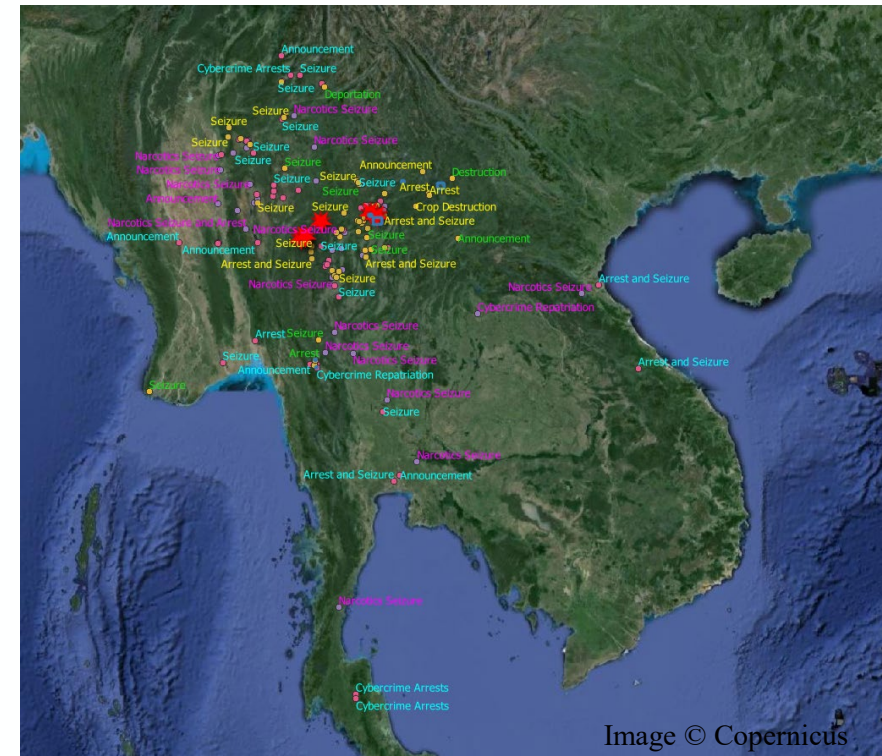 Announcement
Cybercrime Arrests
Seizure
Seizure
Deportation
Seizure
Narcotics Seizure
Seizure
Seizure
Narcotics Seizure
Seizure
Seizure
Seizure
Seizure
Announcement
Seizure
Destruction
Seizure
Seizure
Seizure
Arrest
Arrest
Seizure
Seizure
Crop Destruction
Arrest and Seizure
Narcotics Seizure
Seizure
Announcement
Seizure
Seizure
Announcement
Announcement
Arrest and Seizure
Arrest and Seizure
Seizure
Narcotics Seizure
Seizure
Arrest and Seizure
Narcotics Seizure
Cybercrime Repatriation
Narcotics Seizure
Arrest
Seizure
Narcotics Seizure
Arrest
Seizure
Narcotics Seizure
Arrest and Seizure
Announcement
Cybercrime Repatriation
Seizure
Narcotics Seizure
Seizure
Narcotics Seizure
Arrest and Seizure
Announcement
Narcotics Seizure
Cybercrime Arrests
Cybercrime Arrests
Image © Copernicus